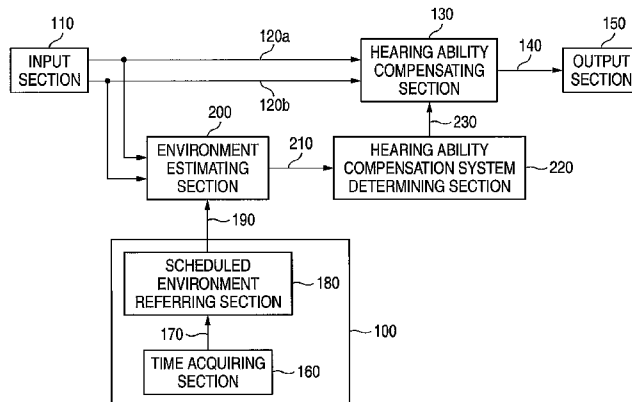 110
INPUT
SECTION
120a
120b
130
HEARING ABILITY
COMPENSATING
SECTION
140
150
OUTPUT
SECTION
200
ENVIRONMENT
ESTIMATING
SECTION
210
230
HEARING ABILITY
COMPENSATION SYSTEM
DETERMINING SECTION
220
190
SCHEDULED
ENVIRONMENT
REFERRING SECTION
180
170
100
TIME ACQUIRING
SECTION
160